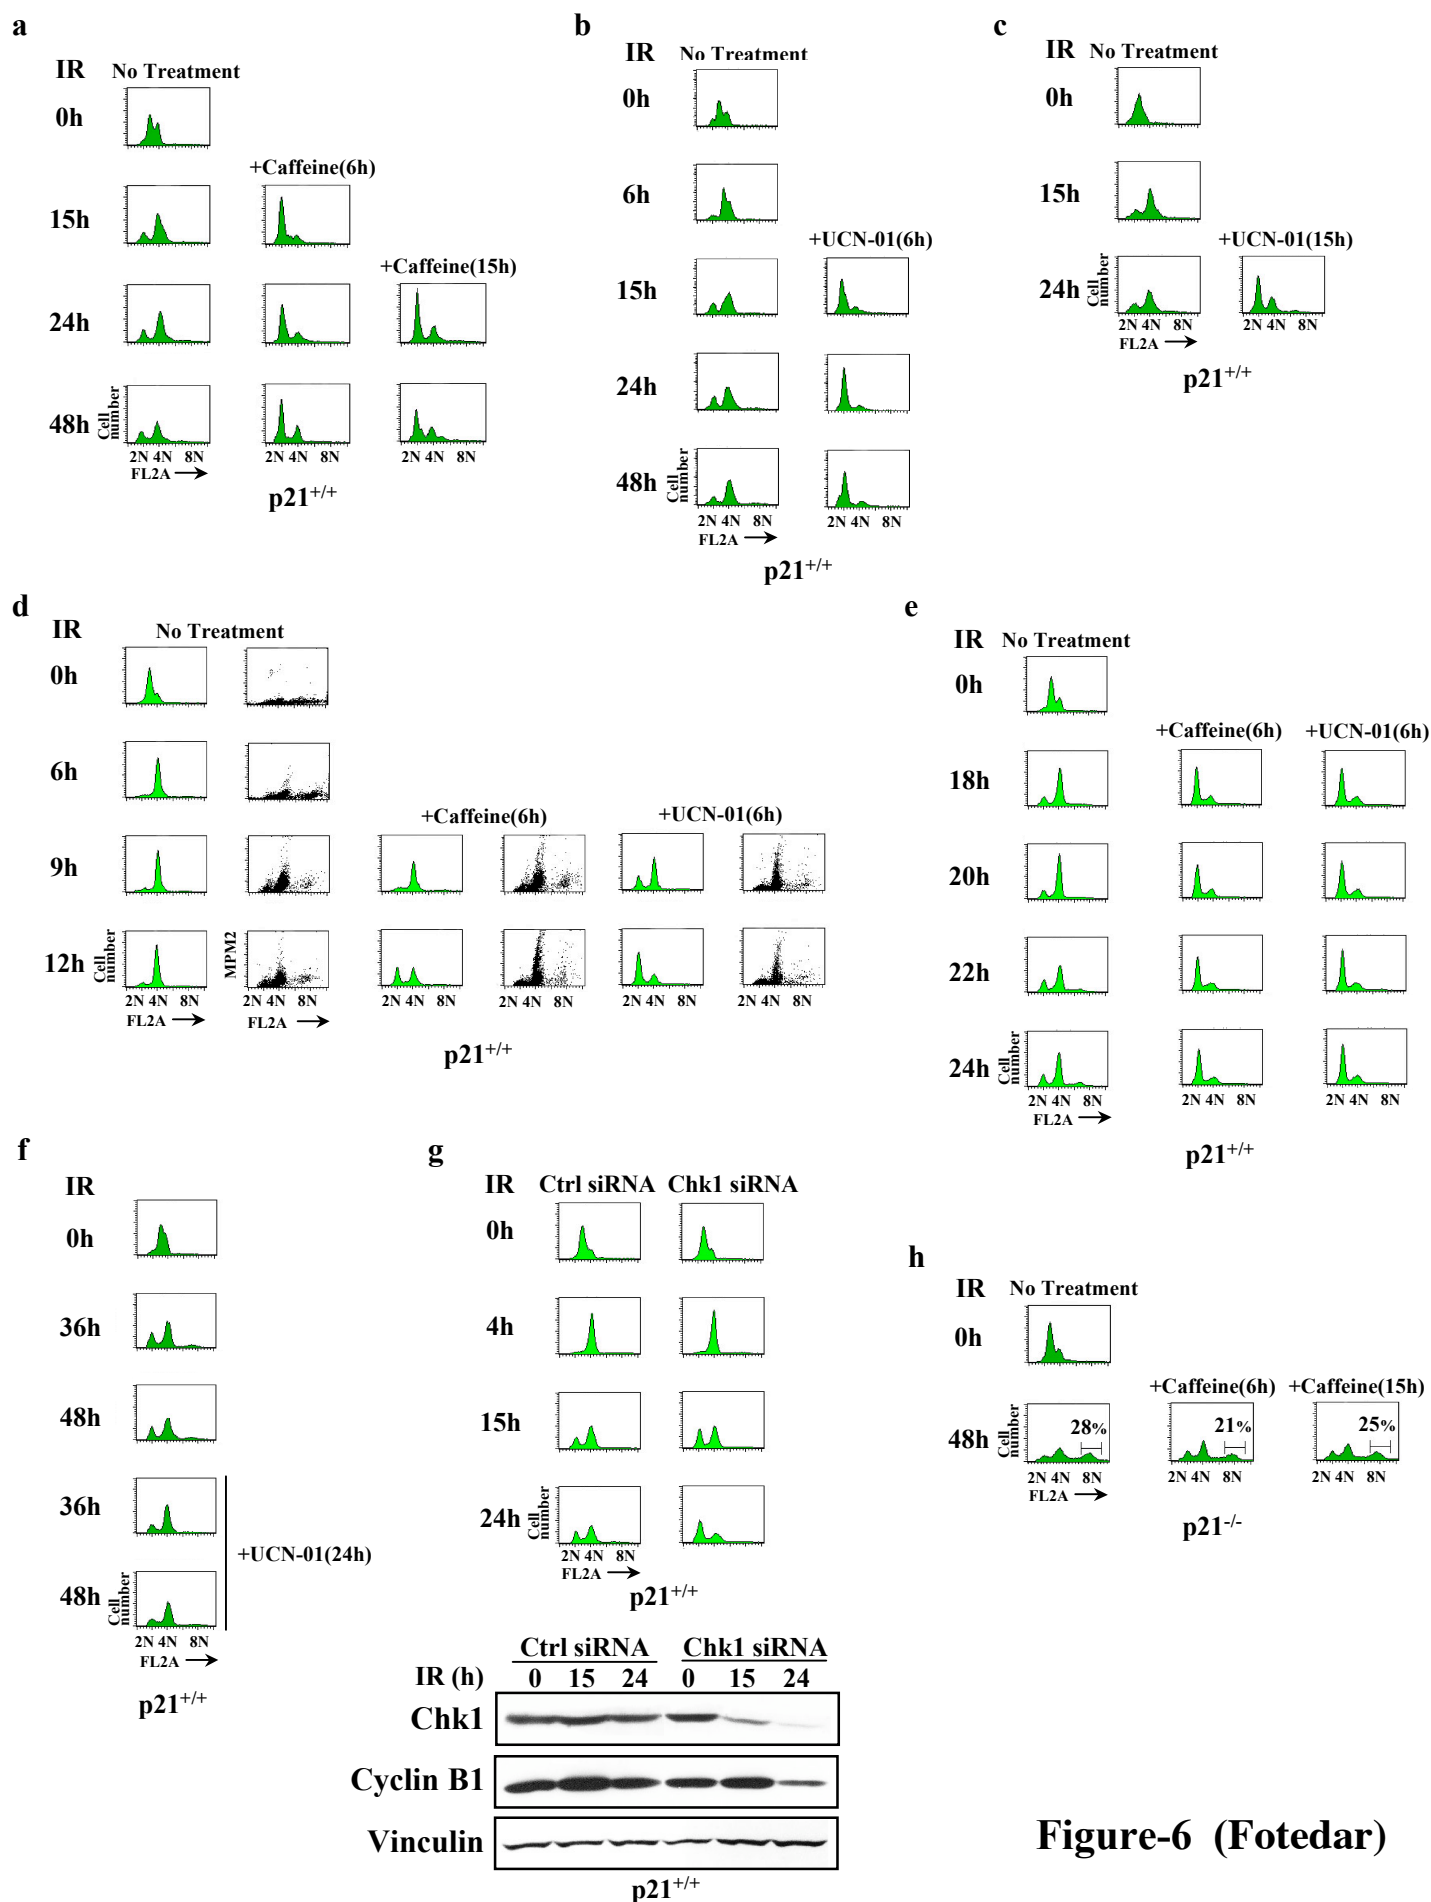 a
IR No Treatment
0h
+Caffeine(6h)
15h
+Caffeine(15h)
24h
48h
Cell number
2N 4N 8N
2N 4N 8N
2N 4N 8N
FL2A
p21+/+
b
IR No Treatment
0h
6h
+UCN-01(6h)
15h
24h
48h
Cell number
2N 4N 8N
2N 4N 8N
FL2A
p21+/+
c
IR No Treatment
0h
15h
+UCN-01(15h)
24h
Cell number
2N 4N 8N
2N 4N 8N
FL2A
p21+/+
d
IR No Treatment
0h
6h
+Caffeine(6h) +UCN-01(6h)
9h
12h
Cell number
MPM2
2N 4N 8N
2N 4N 8N
2N 4N 8N
2N 4N 8N
2N 4N 8N
2N 4N 8N
FL2A
FL2A
p21+/+
e
IR No Treatment
0h
+Caffeine(6h) +UCN-01(6h)
18h
20h
22h
24h
Cell number
2N 4N 8N
2N 4N 8N
2N 4N 8N
FL2A
p21+/+
f
IR
0h
36h
48h
36h
+UCN-01(24h)
48h
Cell number
2N 4N 8N
FL2A
p21+/+
g
IR Ctrl siRNA Chk1 siRNA
0h
4h
15h
24h
Cell number
2N 4N 8N
FL2A
p21+/+
Ctrl siRNA Chk1 siRNA
IR (h) 0 15 24 0 15 24
Chk1
Cyclin B1
Vinculin
p21+/+
h
IR No Treatment
0h
+Caffeine(6h) +Caffeine(15h)
48h
Cell number
28% 21% 25%
2N 4N 8N
2N 4N 8N
2N 4N 8N
FL2A
p21-/-
Figure-6 (Fotedar)